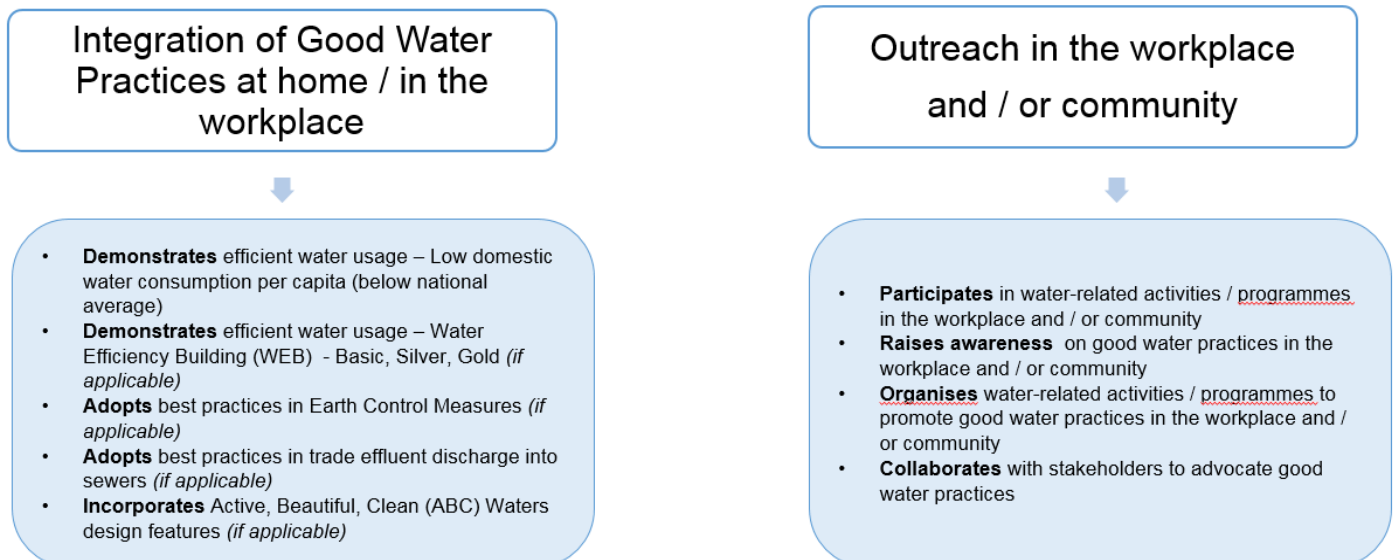 Integration of Good Water
Practices at home / in the
workplace
• Demonstrates efficient water usage – Low domestic
water consumption per capita (below national
average)
• Demonstrates efficient water usage – Water
Efficiency Building (WEB) - Basic, Silver, Gold (if
applicable)
• Adopts best practices in Earth Control Measures (if
applicable)
• Adopts best practices in trade effluent discharge into
sewers (if applicable)
• Incorporates Active, Beautiful, Clean (ABC) Waters
design features (if applicable)
Outreach in the workplace
and / or community
• Participates in water-related activities / programmes
in the workplace and / or community
• Raises awareness on good water practices in the
workplace and / or community
• Organises water-related activities / programmes to
promote good water practices in the workplace and /
or community
• Collaborates with stakeholders to advocate good
water practices